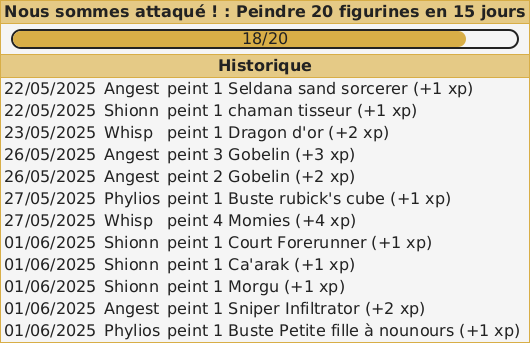 Nous sommes attaqué ! : Peindre 20 figurines en 15 jours
18/20
Historique
22/05/2025 Angest peint 1 Seldana sand sorcerer (+1 xp)
22/05/2025 Shionn peint 1 chaman tisseur (+1 xp)
23/05/2025 Whisp peint 1 Dragon d'or (+2 xp)
26/05/2025 Angest peint 3 Gobelin (+3 xp)
26/05/2025 Angest peint 2 Gobelin (+2 xp)
27/05/2025 Phylios peint 1 Buste rubick's cube (+1 xp)
27/05/2025 Whisp peint 4 Momies (+4 xp)
01/06/2025 Shionn peint 1 Court Forerunner (+1 xp)
01/06/2025 Shionn peint 1 Ca'arak (+1 xp)
01/06/2025 Shionn peint 1 Morgu (+1 xp)
01/06/2025 Angest peint 1 Sniper Infiltrator (+2 xp)
01/06/2025 Phylios peint 1 Buste Petite fille à nounours (+1 xp)